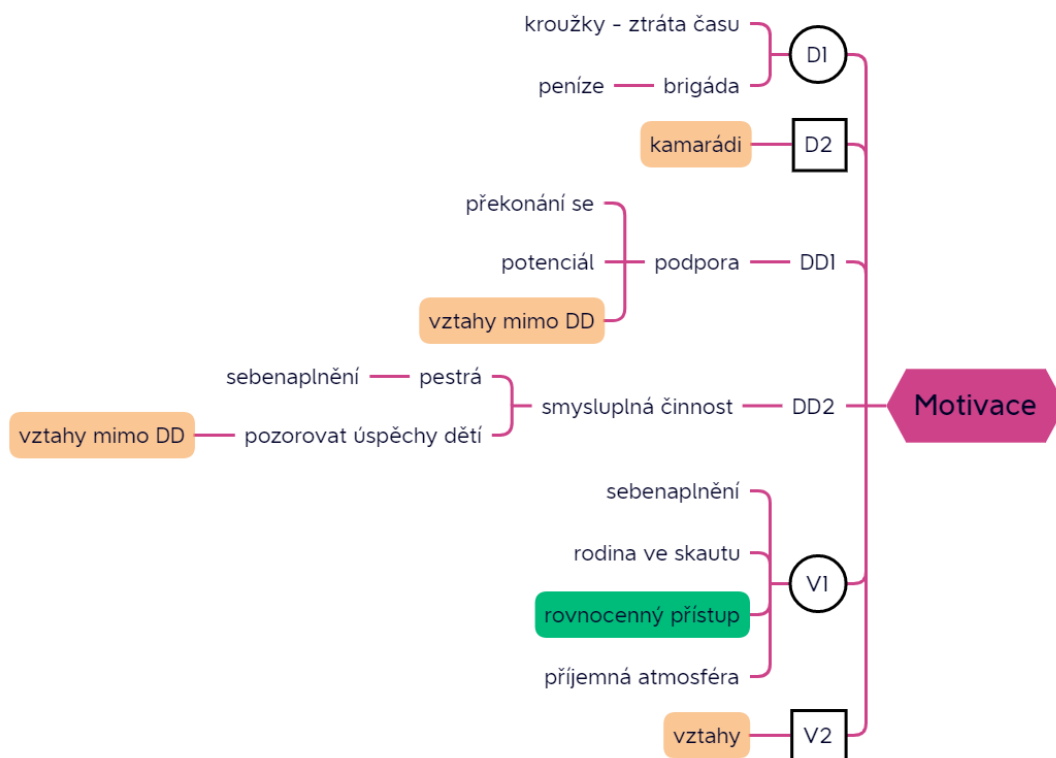 kroužky - ztráta času
D1
peníze
brigáda
kamarádi
D2
překonání se
potenciál
podpora
DD1
vztahy mimo DD
sebenaplnění
pestrá
smysluplná činnost
DD2
Motivace
vztahy mimo DD
pozorovat úspěchy dětí
sebenaplnění
rodina ve skautu
V1
rovnocenný přístup
příjemná atmosféra
vztahy
V2